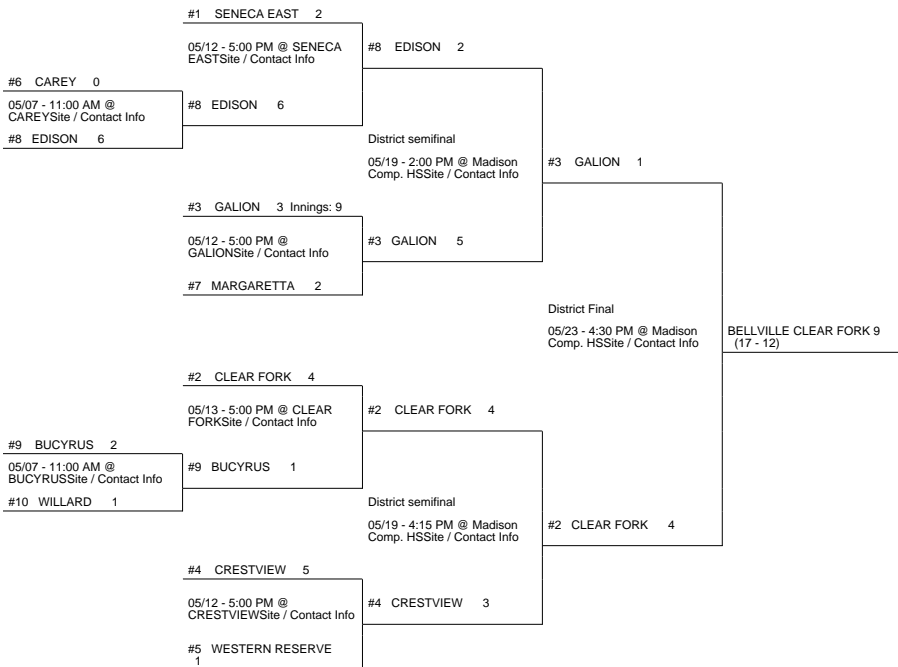 #1 SENECA EAST 2
05/12 - 5:00 PM @ SENECA
EASTSite / Contact Info
#8 EDISON 2
#6 CAREY 0
05/07 - 11:00 AM @
CAREYSite / Contact Info
#8 EDISON 6
#8 EDISON 6
District semifinal
05/19 - 2:00 PM @ Madison
Comp. HSSite / Contact Info
#3 GALION 1
#3 GALION 3 Innings: 9
05/12 - 5:00 PM @
GALIONSite / Contact Info
#3 GALION 5
#7 MARGARETTA 2
District Final
05/23 - 4:30 PM @ Madison
Comp. HSSite / Contact Info
BELLVILLE CLEAR FORK 9
(17 - 12)
#2 CLEAR FORK 4
05/13 - 5:00 PM @ CLEAR
FORKSite / Contact Info
#2 CLEAR FORK 4
#9 BUCYRUS 2
05/07 - 11:00 AM @
BUCYRUSSite / Contact Info
#9 BUCYRUS 1
#10 WILLARD 1
District semifinal
05/19 - 4:15 PM @ Madison
Comp. HSSite / Contact Info
#2 CLEAR FORK 4
#4 CRESTVIEW 5
05/12 - 5:00 PM @
CRESTVIEWSite / Contact Info
#4 CRESTVIEW 3
#5 WESTERN RESERVE
1